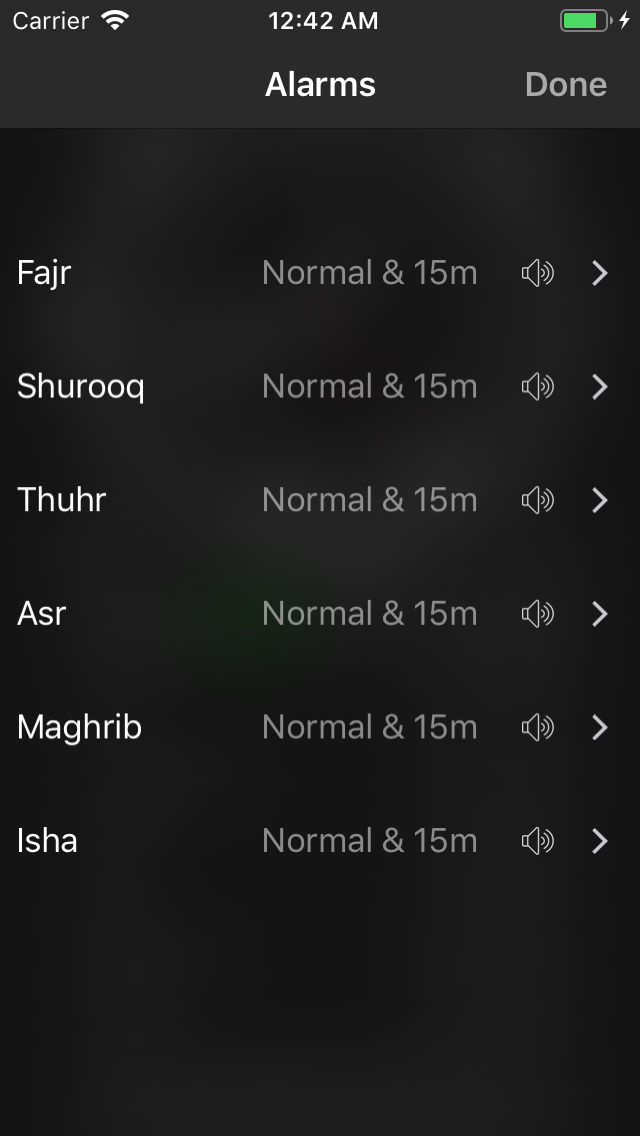 Carrier 12:42 AM
Alarms Done
Fajr Normal & 15m
Shurooq Normal & 15m
Thuhr Normal & 15m
Asr Normal & 15m
Maghrib Normal & 15m
Isha Normal & 15m